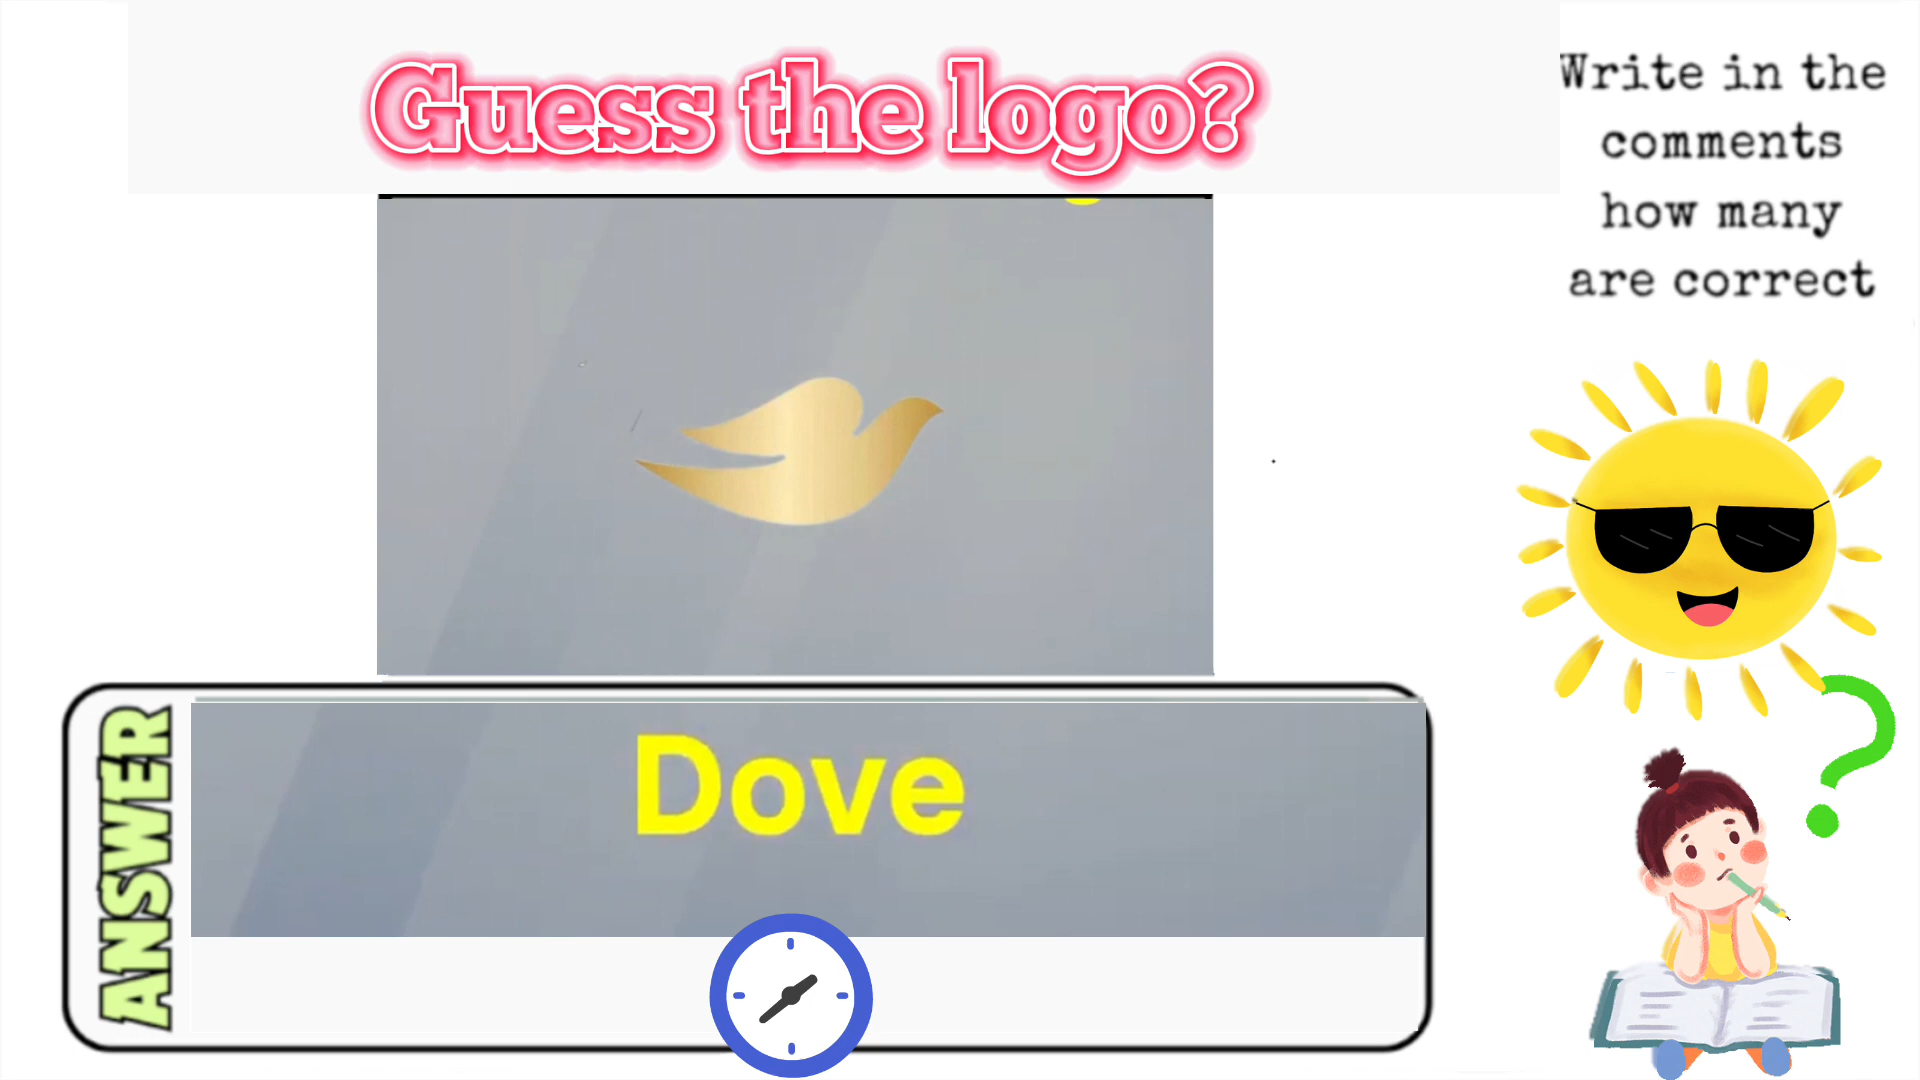 Guess the logo?
Write in the
comments
how many
are correct
ANSWER
Dove